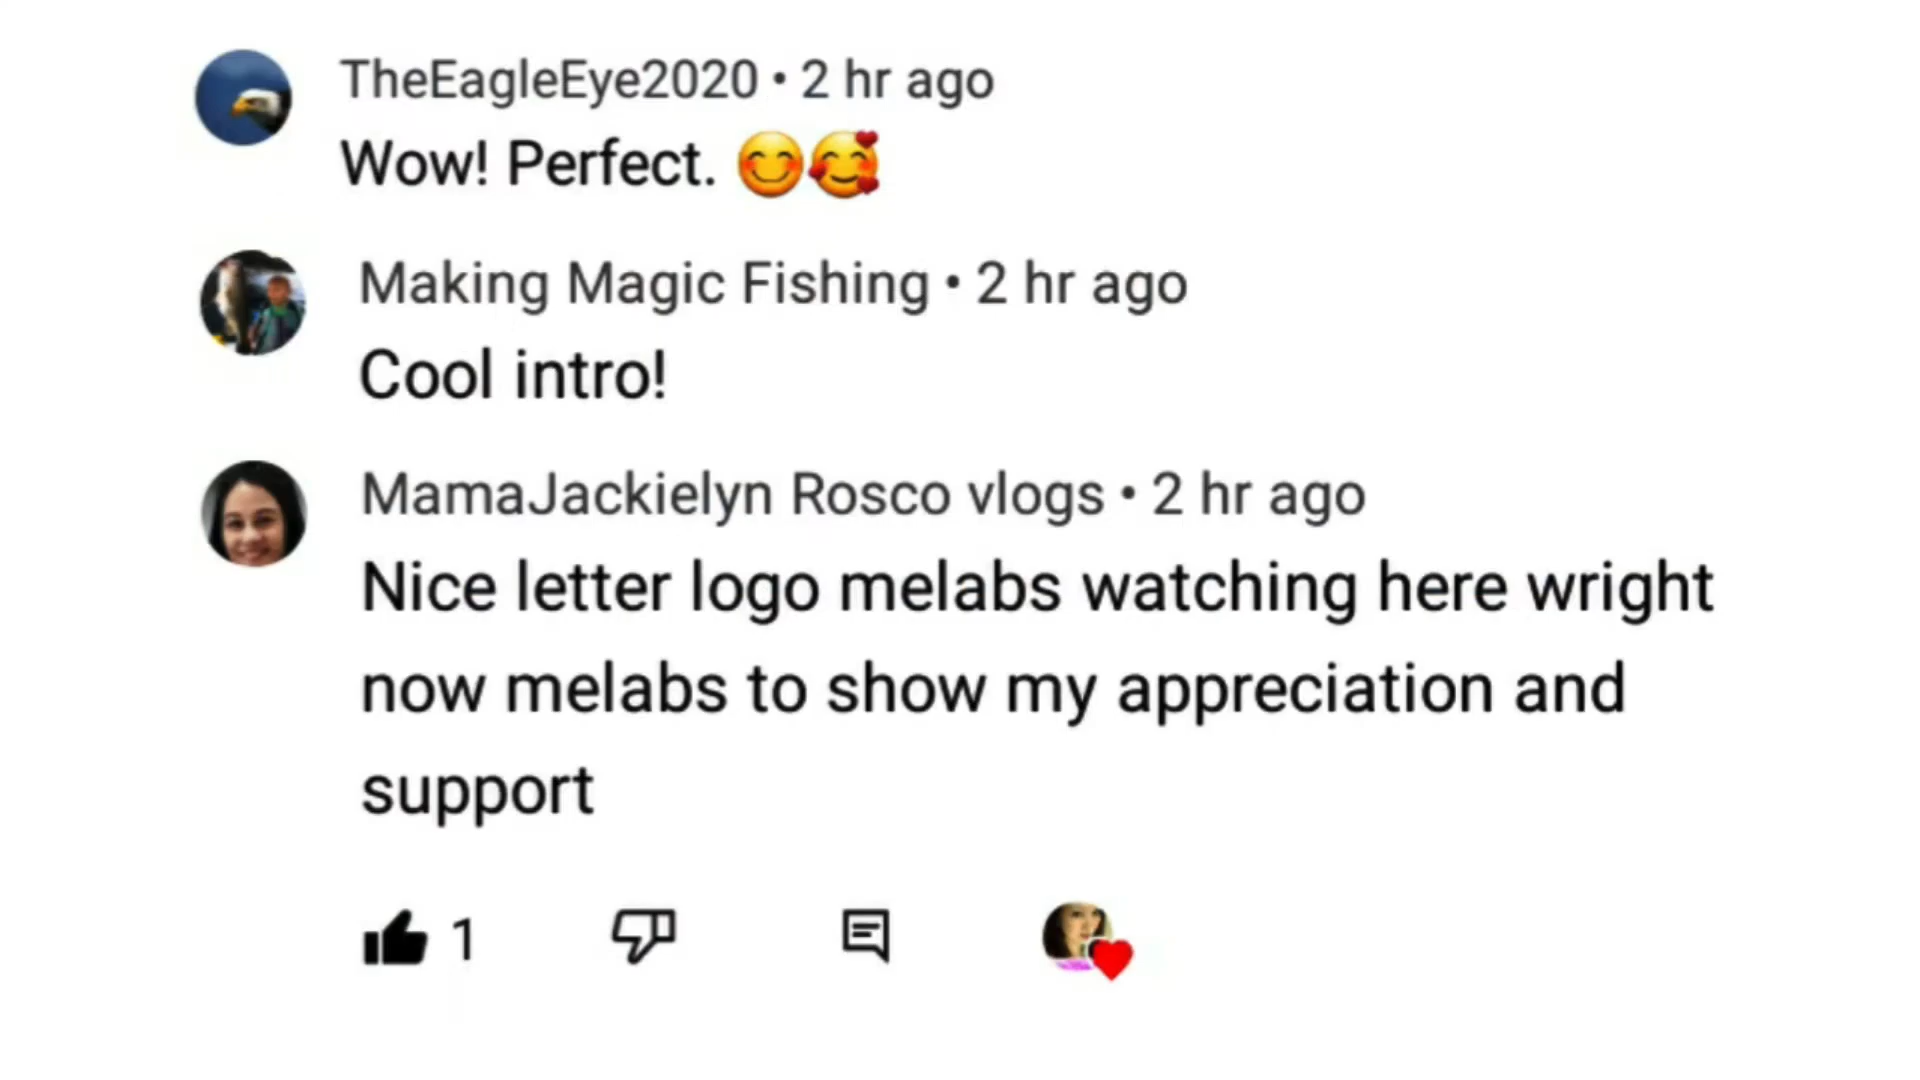 TheEagleEye2020 • 2 hr ago
Wow! Perfect. 😊🥰
Making Magic Fishing • 2 hr ago
Cool intro!
MamaJackielyn Rosco vlogs • 2 hr ago
Nice letter logo melabs watching here wright
now melabs to show my appreciation and
support
1